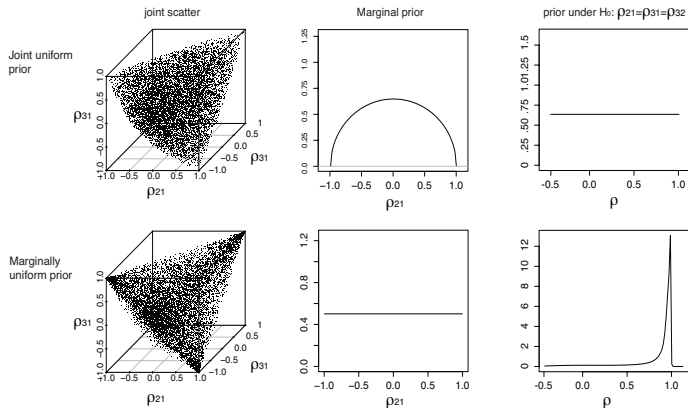 joint scatter
Marginal prior
prior under H₀: ρ21=ρ31=ρ32
Joint uniform
prior
1.0
0.5
0.0
−0.5
−1.0
ρ31
+1.0 −0.5 0.0 0.5 1.0
ρ21
−1.0
0.0
0.5
1
ρ31
1.25
1.0
0.75
0.5
0.25
0.0
−1.0 −0.5 0.0 0.5 1.0
ρ21
1.5
1.25
1.0
.75
.50
.25
0
−0.5 0.0 0.5 1.0
ρ
Marginally
uniform prior
1.0
0.5
0.0
−0.5
−1.0
ρ31
+1.0 −0.5 0.0 0.5 1.0
ρ21
−1.0
0.0
0.5
1
ρ31
1.2
0.8
0.4
0.0
−1.0 −0.5 0.0 0.5 1.0
ρ21
12
10
8
6
4
2
0
−0.5 0.0 0.5 1.0
ρ